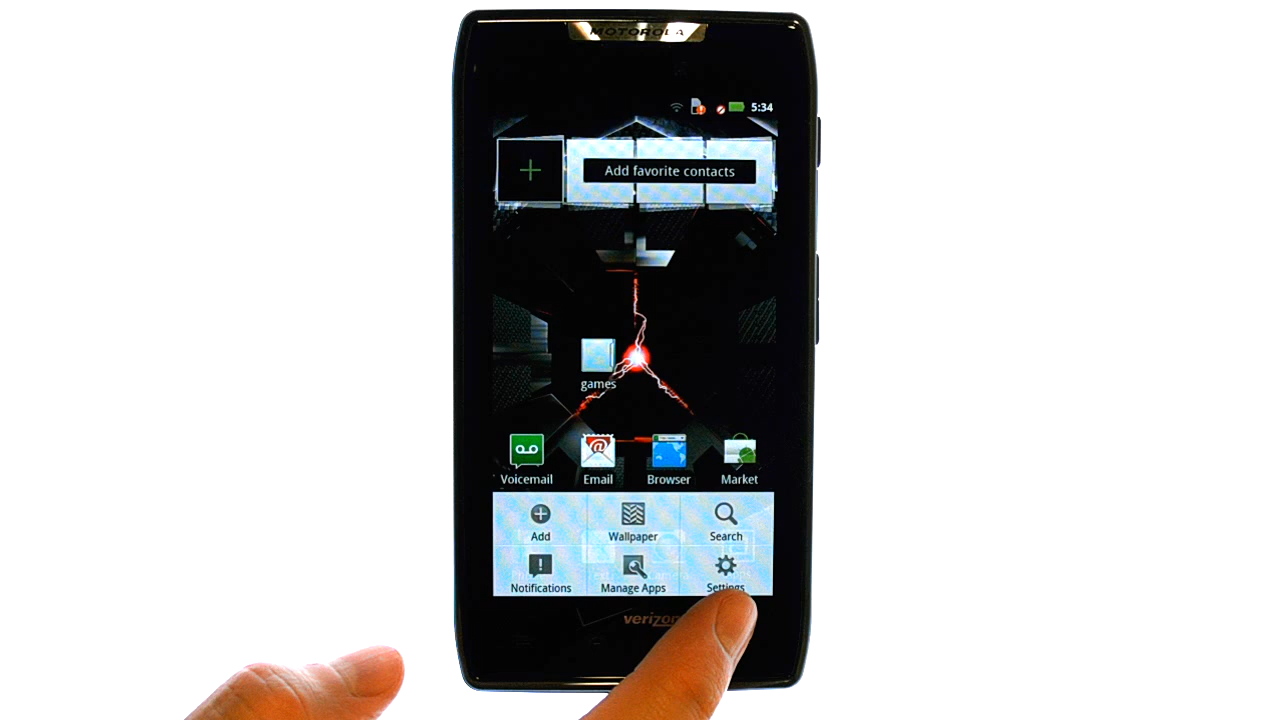 MOTOROLA
5:34
Add favorite contacts
games
Voicemail Email Browser Market
Add Wallpaper Search
Notifications Manage Apps Settings
verizon